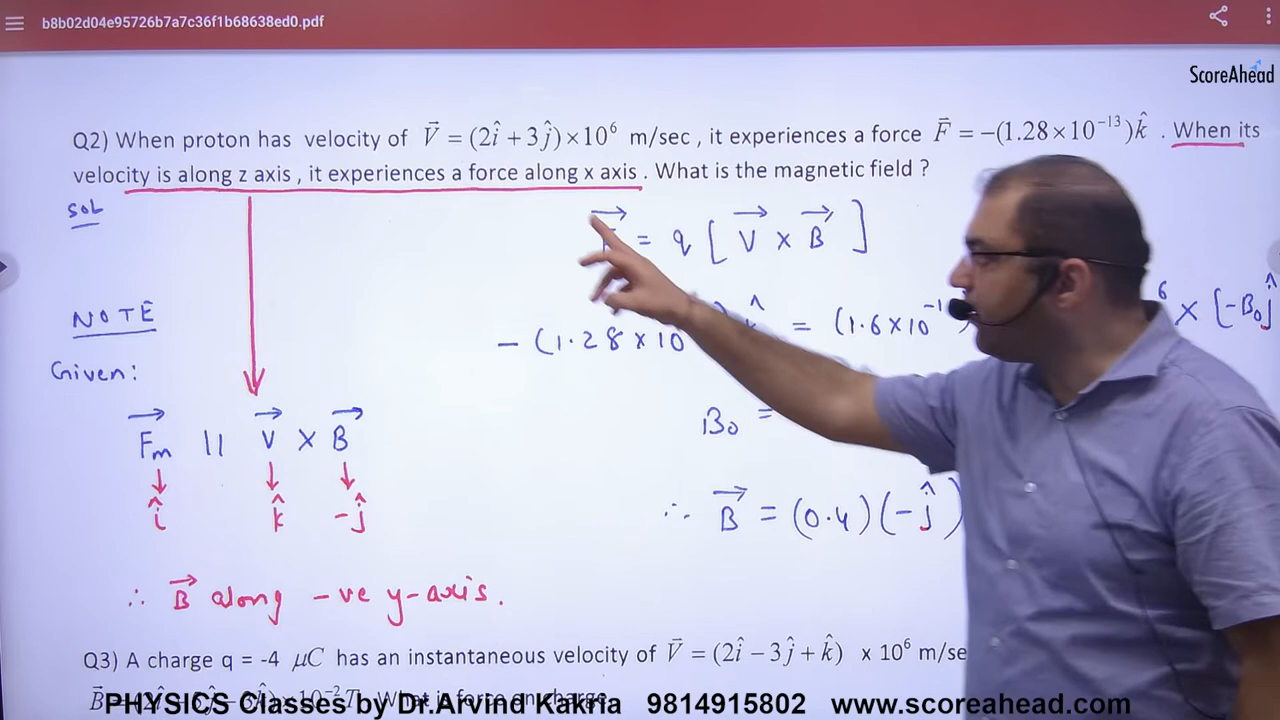 b8b02d04e95726b7a7c36f1b68638ed0.pdf
ScoreAhead
Q2) When proton has velocity of V⃗ = (2î + 3ĵ) × 10⁶ m/sec , it experiences a force F⃗ = −(1.28 × 10⁻¹³)k̂ . When its
velocity is along z axis , it experiences a force along x axis . What is the magnetic field ?
Sol
= q [ V⃗ × B⃗ ]
NOTE
− (1.28 × 10 = (1.6 × 10⁻¹ ⁶ × [−B₀ĵ
Given:
B₀ =
F⃗m || V⃗ × B⃗
î k̂ −ĵ
∴ B⃗ = (0.4)(−ĵ)
∴ B⃗ along −ve y-axis.
Q3) A charge q = -4 μC has an instantaneous velocity of V⃗ = (2î − 3ĵ + k̂) x 10⁶ m/se
PHYSICS Classes by Dr.Arvind Kakria 9814915802 www.scoreahead.com